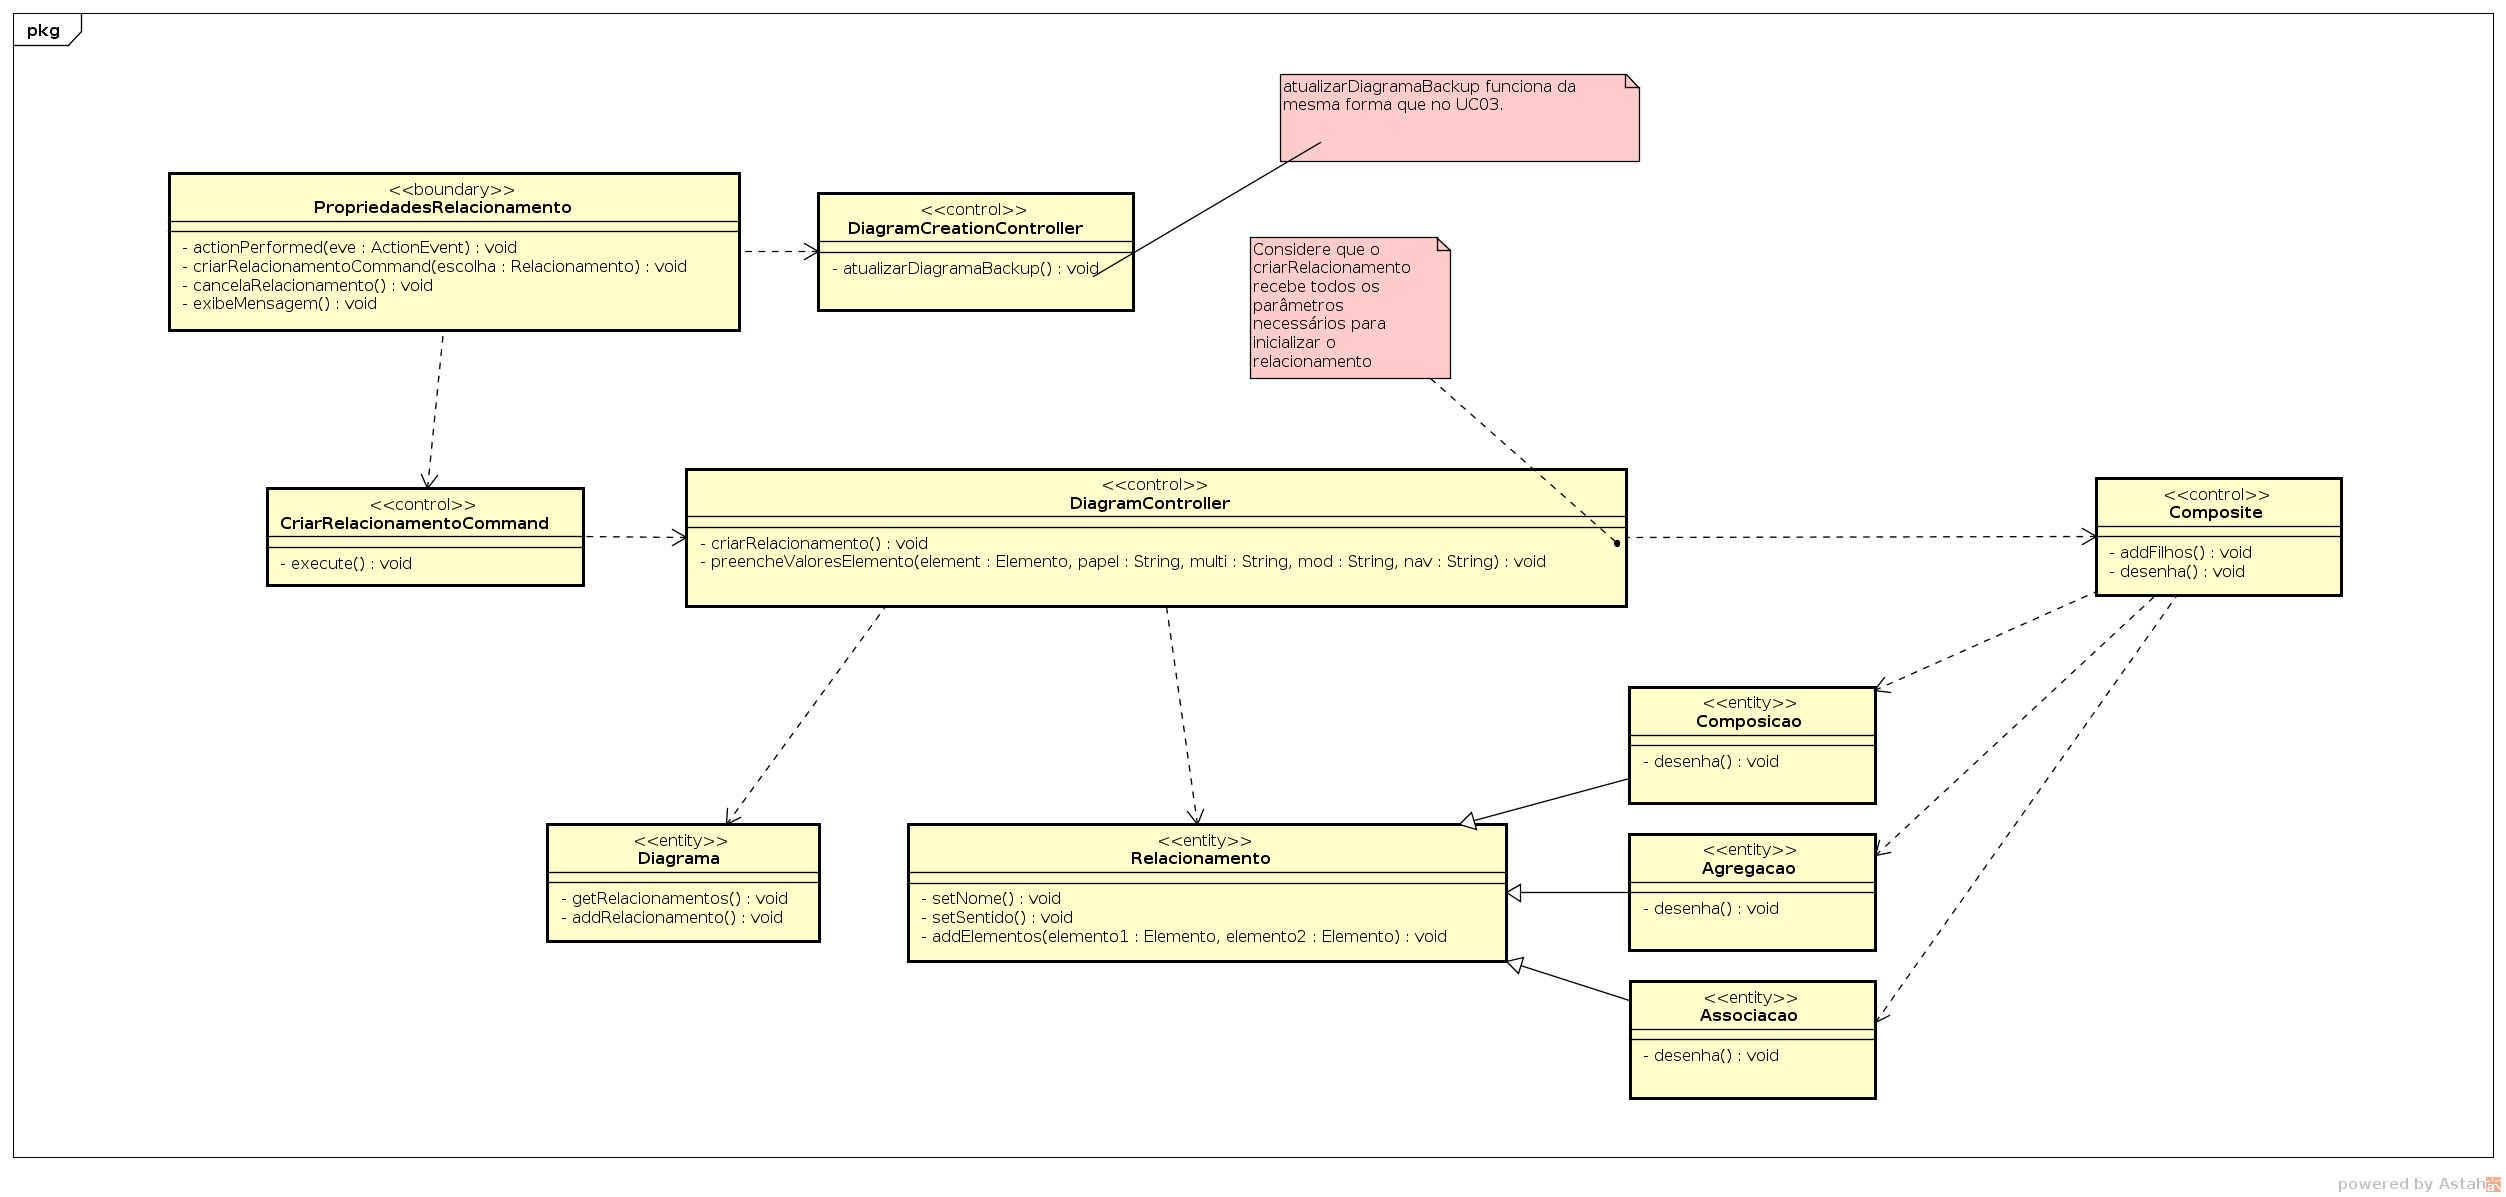 pkg
atualizarDiagramaBackup funciona da
mesma forma que no UC03.
<<boundary>>
PropriedadesRelacionamento
- actionPerformed(eve : ActionEvent) : void
- criarRelacionamentoCommand(escolha : Relacionamento) : void
- cancelaRelacionamento() : void
- exibeMensagem() : void
<<control>>
DiagramCreationController
- atualizarDiagramaBackup() : void
Considere que o
criarRelacionamento
recebe todos os
parâmetros
necessários para
inicializar o
relacionamento
<<control>>
CriarRelacionamentoCommand
- execute() : void
<<control>>
DiagramController
- criarRelacionamento() : void
- preencheValoresElemento(element : Elemento, papel : String, multi : String, mod : String, nav : String) : void
<<control>>
Composite
- addFilhos() : void
- desenha() : void
<<entity>>
Composicao
- desenha() : void
<<entity>>
Diagrama
- getRelacionamentos() : void
- addRelacionamento() : void
<<entity>>
Relacionamento
- setNome() : void
- setSentido() : void
- addElementos(elemento1 : Elemento, elemento2 : Elemento) : void
<<entity>>
Agregacao
- desenha() : void
<<entity>>
Associacao
- desenha() : void
powered by Astah